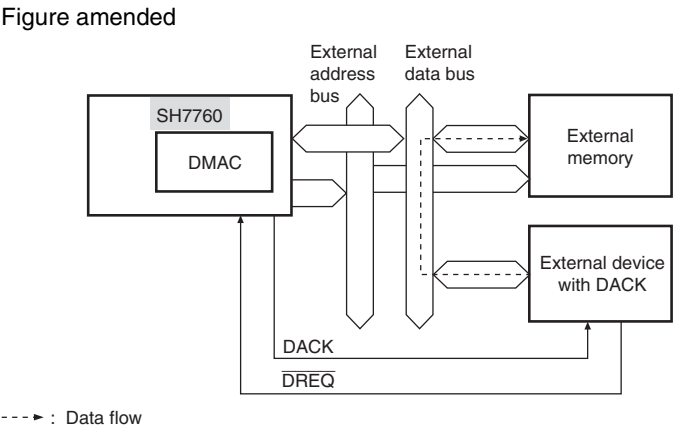 Figure amended
External
address
bus
External
data bus
SH7760
DMAC
External
memory
External device
with DACK
DACK
DREQ
: Data flow